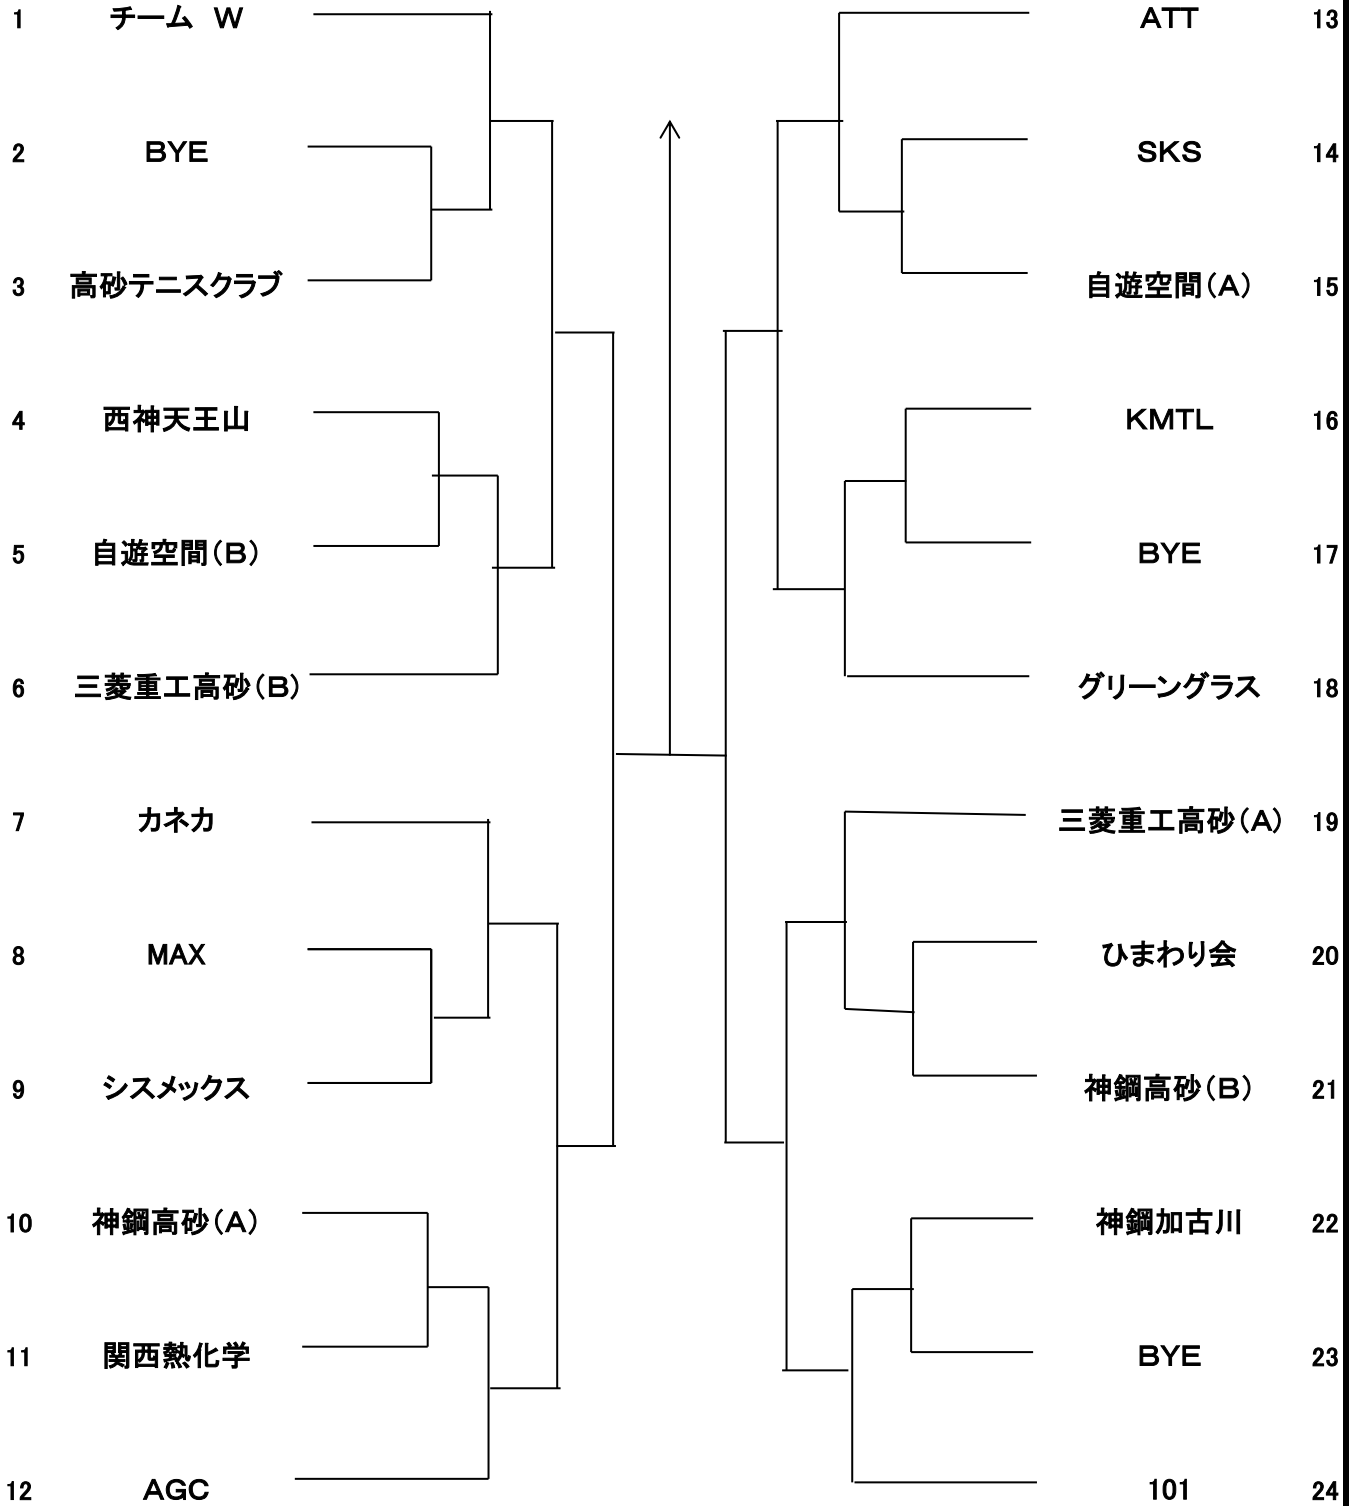 1 チーム W
2 BYE
3 高砂テニスクラブ
4 西神天王山
5 自遊空間(B)
6 三菱重工高砂(B)
7 カネカ
8 MAX
9 シスメックス
10 神鋼高砂(A)
11 関西熱化学
12 AGC
ATT 13
SKS 14
自遊空間(A) 15
KMTL 16
BYE 17
グリーングラス 18
三菱重工高砂(A) 19
ひまわり会 20
神鋼高砂(B) 21
神鋼加古川 22
BYE 23
101 24